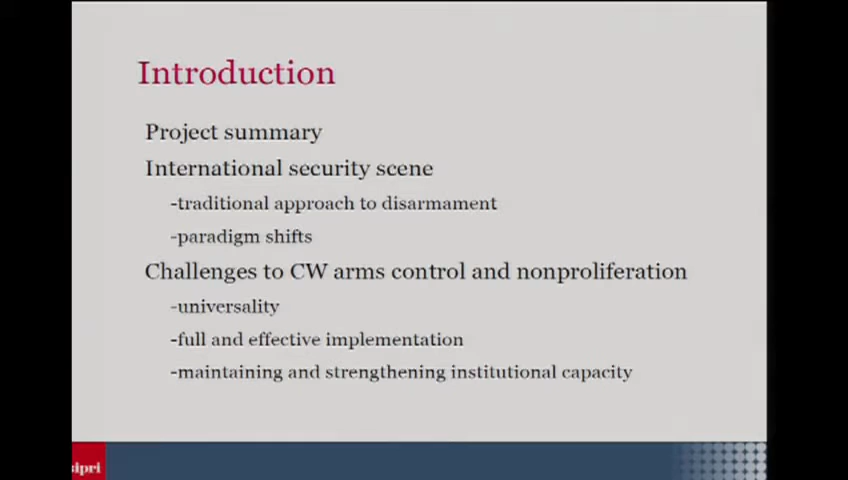 Introduction
Project summary
International security scene
-traditional approach to disarmament
-paradigm shifts
Challenges to CW arms control and nonproliferation
-universality
-full and effective implementation
-maintaining and strengthening institutional capacity
sipri